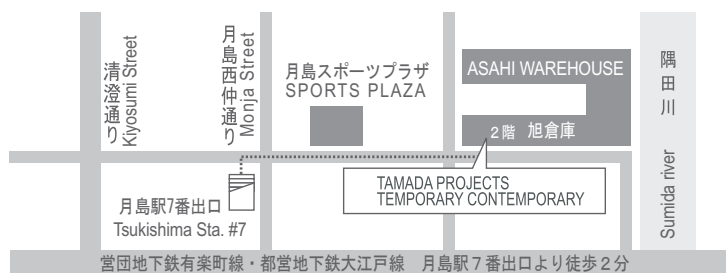 清澄通り
Kiyosumi Street
月島西仲通り
Monja Street
月島スポーツプラザ
SPORTS PLAZA
ASAHI WAREHOUSE
2階 旭倉庫
隅田川
Sumida river
TAMADA PROJECTS
TEMPORARY CONTEMPORARY
月島駅7番出口
Tsukishima Sta. #7
営団地下鉄有楽町線・都営地下鉄大江戸線 月島駅7番出口より徒歩2分